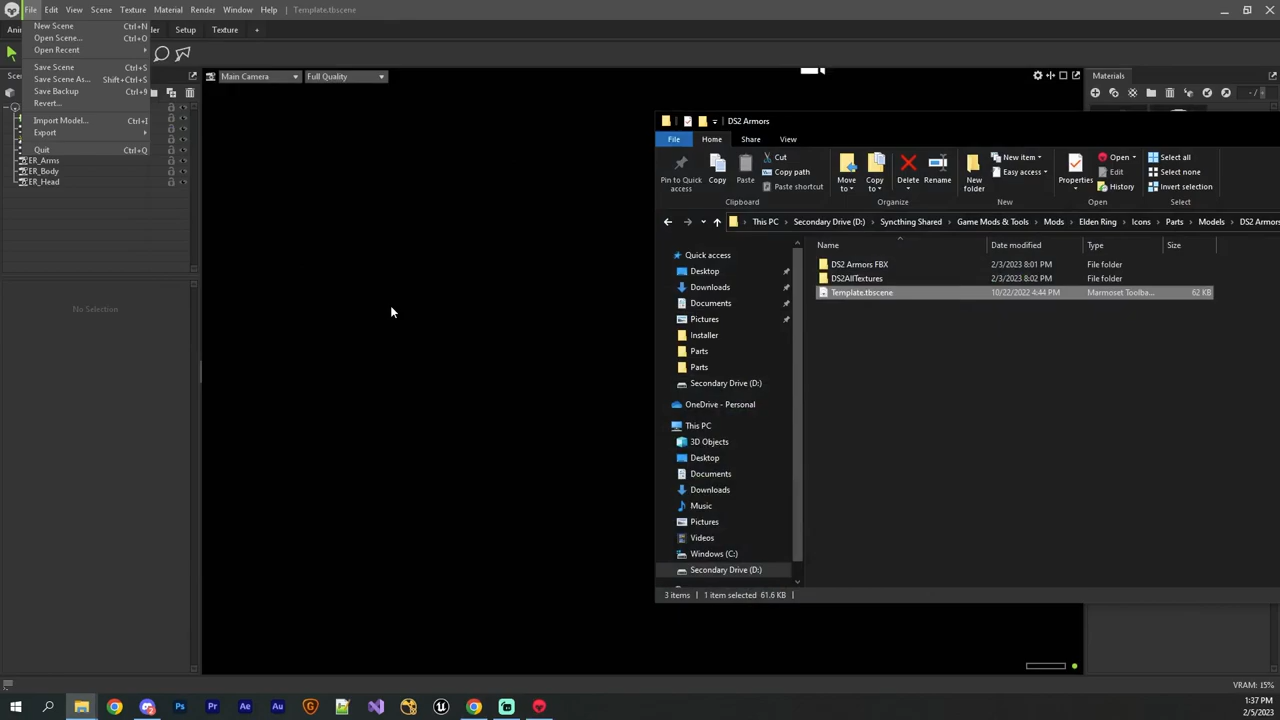 File Edit View Scene Texture Material Render Window Help Template.tbscene
New Scene Ctrl+N
Open Scene... Ctrl+O
Open Recent
Save Scene Ctrl+S
Save Scene As... Shift+Ctrl+S
Save Backup Ctrl+9
Revert...
Import Model... Ctrl+I
Export
Quit Ctrl+Q
Setup Texture +
ER_Arms
ER_Body
ER_Head
No Selection
Main Camera Full Quality
Materials
DS2 Armors
File Home Share View
Pin to Quick access
Copy
Paste
Cut
Copy path
Paste shortcut
Clipboard
Move to
Copy to
Delete
Rename
Organize
New folder
New item
Easy access
New
Properties
Open
Edit
History
Open
Select all
Select none
Invert selection
Select
This PC Secondary Drive (D:) Syncthing Shared Game Mods & Tools Mods Elden Ring Icons Parts Models DS2 Armors
Name Date modified Type Size
DS2 Armors FBX 2/3/2023 8:01 PM File folder
DS2AllTextures 2/3/2023 8:02 PM File folder
Template.tbscene 10/22/2022 4:44 PM Marmoset Toolba... 62 KB
Quick access
Desktop
Downloads
Documents
Pictures
Installer
Parts
Parts
Secondary Drive (D:)
OneDrive - Personal
This PC
3D Objects
Desktop
Documents
Downloads
Music
Pictures
Videos
Windows (C:)
Secondary Drive (D:)
3 items 1 item selected 61.6 KB
VRAM: 15%
Ps Pr Ae Au
1:37 PM
2/5/2023